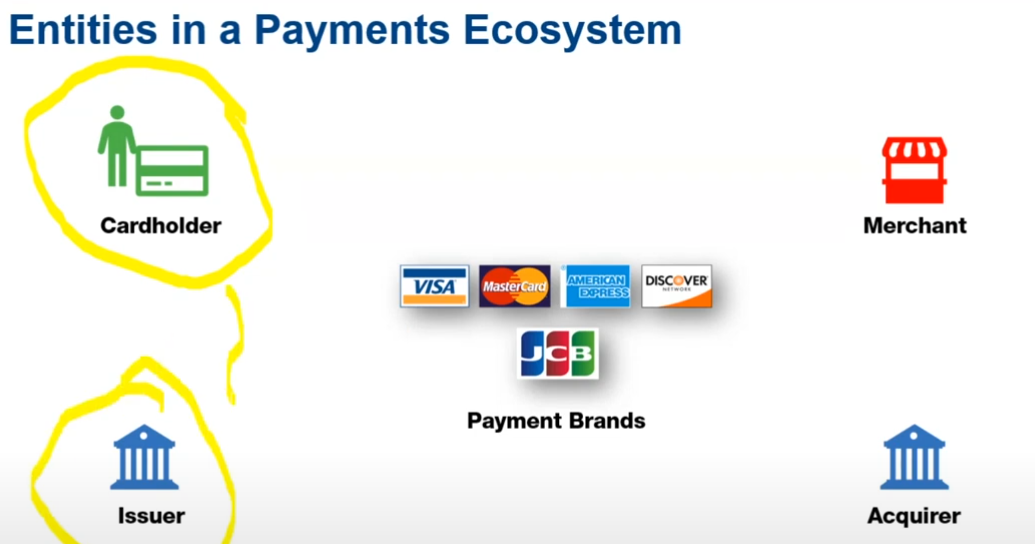 Entities in a Payments Ecosystem
Cardholder
Merchant
VISA
MasterCard
AMERICAN
EXPRESS
DISCOVER
NETWORK
JCB
Payment Brands
Issuer
Acquirer